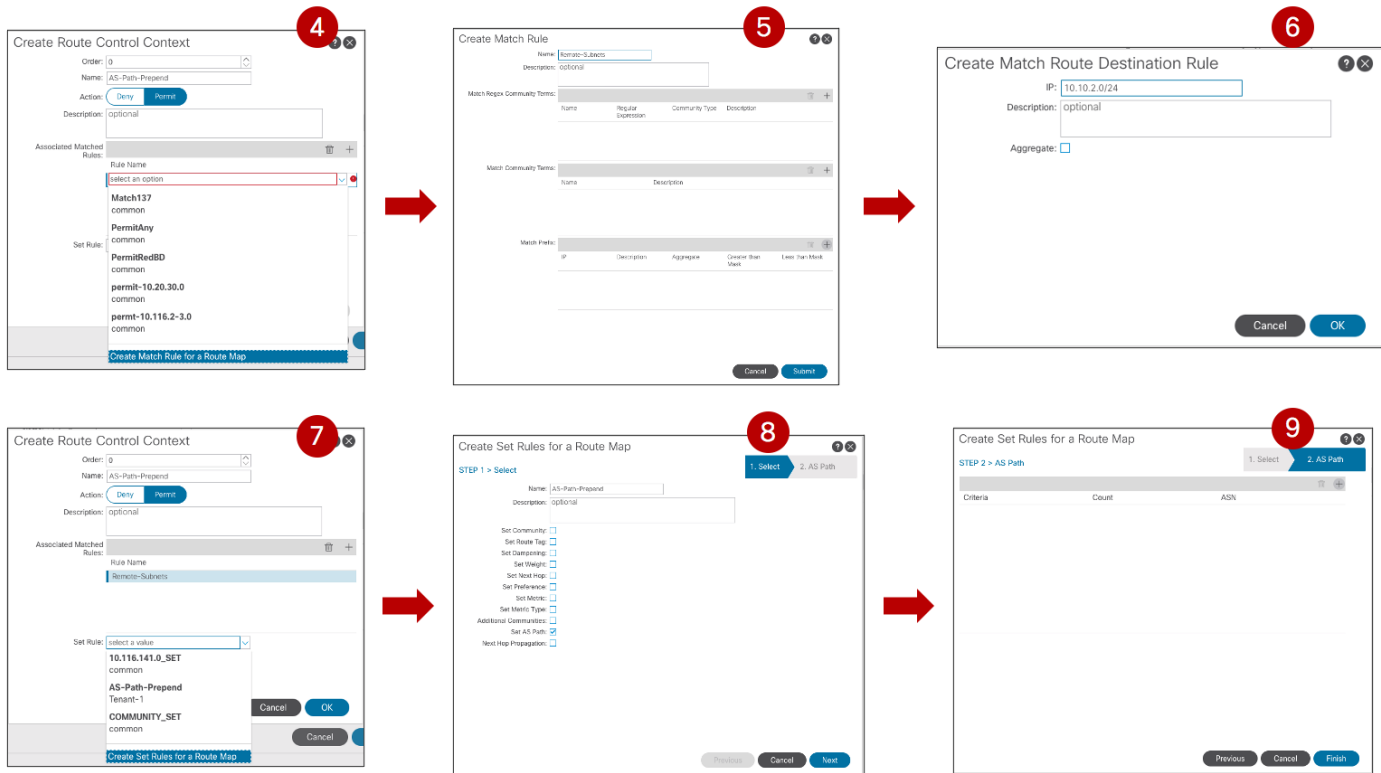 4
Create Route Control Context
Order: 0
Name: AS-Path-Prepend
Action: Deny Permit
Description: optional
Associated Matched
Rules:
Rule Name
select an option
Match137
common
PermitAny
common
Set Rule:
PermitRedBD
common
permit-10.20.30.0
common
permt-10.116.2-3.0
common
Create Match Rule for a Route Map
5
Create Match Rule
Name: Remote-Subnets
Description: optional
Match Regex Community Terms:
Name Regular Expression Community Type Description
Match Community Terms:
Name Description
Match Prefix:
IP Description Aggregate Greater than Mask Less than Mask
Cancel Submit
6
Create Match Route Destination Rule
IP: 10.10.2.0/24
Description: optional
Aggregate:
Cancel OK
7
Create Route Control Context
Order: 0
Name: AS-Path-Prepend
Action: Deny Permit
Description: optional
Associated Matched
Rules:
Rule Name
Remote-Subnets
Set Rule: select a value
10.116.141.0_SET
common
AS-Path-Prepend
Tenant-1
COMMUNITY_SET
common
Create Set Rules for a Route Map
Cancel OK
Cancel
8
Create Set Rules for a Route Map
STEP 1 > Select
1. Select 2. AS Path
Name: AS-Path-Prepend
Description: optional
Set Community:
Set Route Tag:
Set Dampening:
Set Weight:
Set Next Hop:
Set Preference:
Set Metric:
Set Metric Type:
Additional Communities:
Set AS Path:
Next Hop Propagation:
Previous Cancel Next
9
Create Set Rules for a Route Map
STEP 2 > AS Path
1. Select 2. AS Path
Criteria Count ASN
Previous Cancel Finish